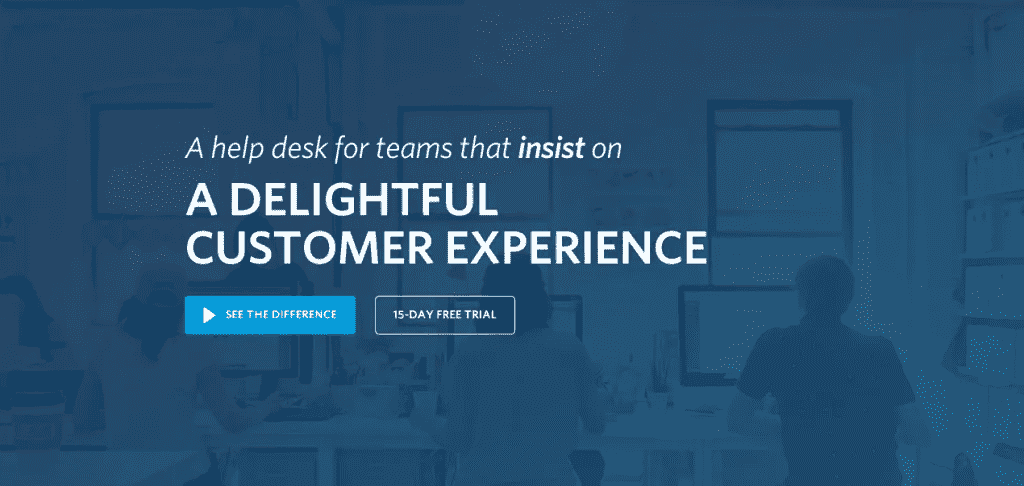 A help desk for teams that insist on
A DELIGHTFUL
CUSTOMER EXPERIENCE
SEE THE DIFFERENCE
15-DAY FREE TRIAL